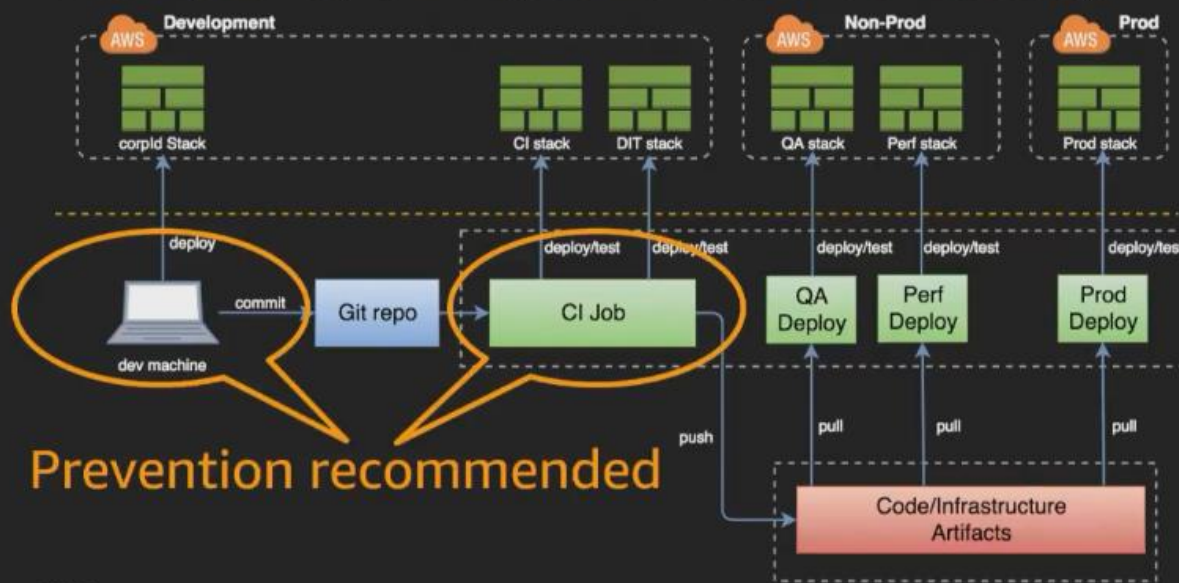 Development
Non-Prod
Prod
AWS
AWS
AWS
corpId Stack
CI stack
DIT stack
QA stack
Perf stack
Prod stack
deploy
deploy/test
deploy/test
deploy/test
deploy/test
deploy/test
commit
Git repo
CI Job
QA
Deploy
Perf
Deploy
Prod
Deploy
dev machine
push
pull
pull
pull
Prevention recommended
Code/Infrastructure
Artifacts